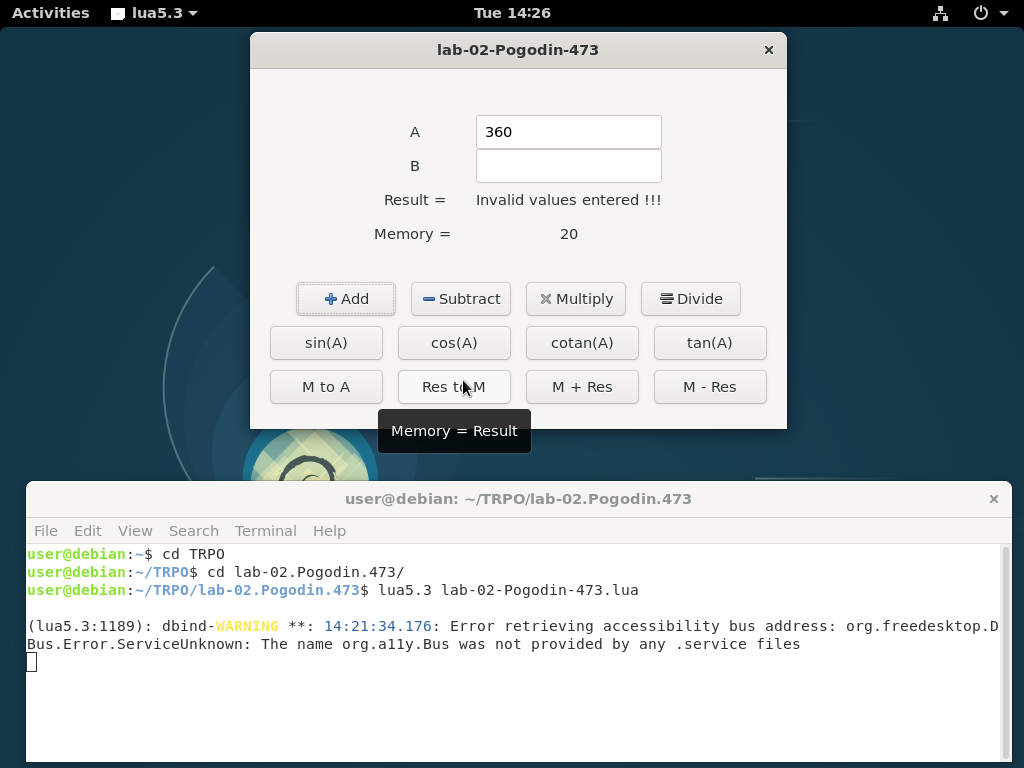 Activities lua5.3 Tue 14:26
lab-02-Pogodin-473 ×
A 360
B
Result = Invalid values entered !!!
Memory = 20
Add Subtract Multiply Divide
sin(A) cos(A) cotan(A) tan(A)
M to A Res to M M + Res M - Res
Memory = Result
user@debian: ~/TRPO/lab-02.Pogodin.473 ×
File Edit View Search Terminal Help
user@debian:~$ cd TRPO
user@debian:~/TRPO$ cd lab-02.Pogodin.473/
user@debian:~/TRPO/lab-02.Pogodin.473$ lua5.3 lab-02-Pogodin-473.lua
(lua5.3:1189): dbind-WARNING **: 14:21:34.176: Error retrieving accessibility bus address: org.freedesktop.D
Bus.Error.ServiceUnknown: The name org.a11y.Bus was not provided by any .service files